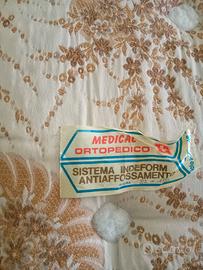 MEDICAL
ORTOPEDICO
SISTEMA INDEFORM
ANTIAFFOSSAMENTO